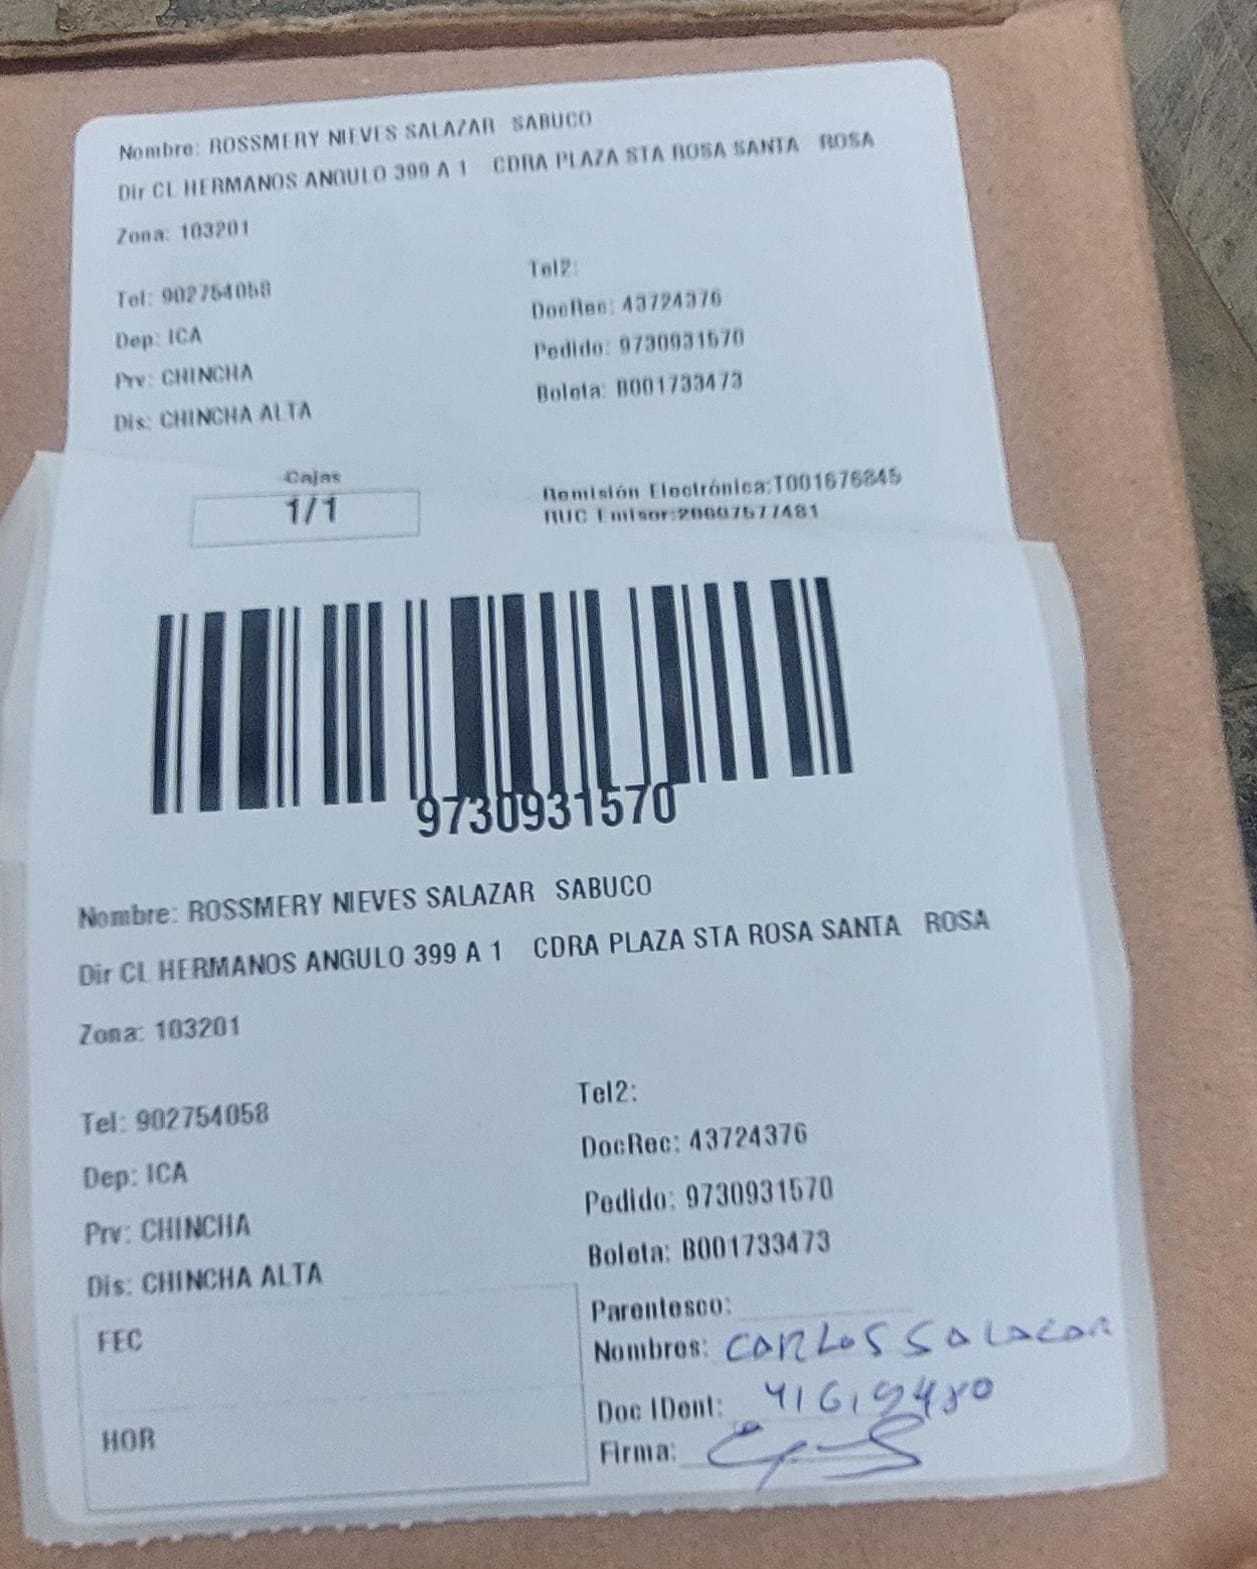 Nombre: ROSSMERY NIEVES SALAZAR SABUCO
Dir CL HERMANOS ANGULO 399 A 1 CDRA PLAZA STA ROSA SANTA ROSA
Zona: 103201
Tel: 902754058
Dep: ICA
Prv: CHINCHA
Dis: CHINCHA ALTA
Tel2:
DocRec: 43724376
Pedido: 9730931570
Boleta: B001733473
Cajas
1/1
Remisión Electrónica:T001676845
RUC Emisor:20607577481
9730931570
Nombre: ROSSMERY NIEVES SALAZAR SABUCO
Dir CL HERMANOS ANGULO 399 A 1 CDRA PLAZA STA ROSA SANTA ROSA
Zona: 103201
Tel: 902754058
Dep: ICA
Prv: CHINCHA
Dis: CHINCHA ALTA
Tel2:
DocRec: 43724376
Pedido: 9730931570
Boleta: B001733473
FEC
HOR
Parentesco:
Nombres: CARLOS SALAZAR
Doc IDent:
Firma: